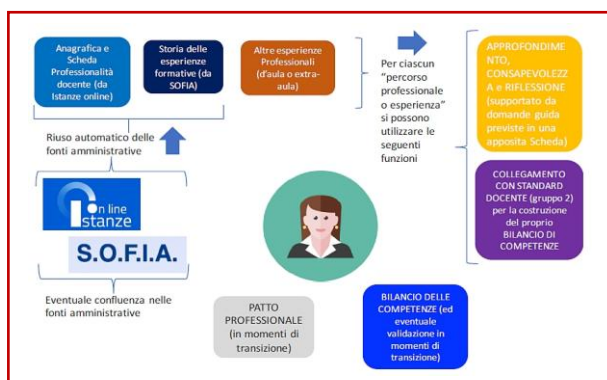 Anagrafica e
Scheda
Professionalità
docente (da
Istanze online)
Storia delle
esperienze
formative (da
SOFIA)
Altre esperienze
Professionali
(d'aula o extra-
aula)
Per ciascun
"percorso
professionale
o esperienza"
si possono
utilizzare le
seguenti
funzioni
APPROFONDIME
NTO,
CONSAPEVOLEZZ
A e RIFLESSIONE
(supportato da
domande guida
previste in una
apposita Scheda)
Riuso automatico delle
fonti amministrative
COLLEGAMENTO
CON STANDARD
DOCENTE (gruppo 2)
per la costruzione
del proprio
BILANCIO DI
COMPETENZE
on line
Istanze
S.O.F.I.A.
Eventuale confluenza nelle
fonti amministrative
PATTO
PROFESSIONALE
(in momenti di
transizione)
BILANCIO DELLE
COMPETENZE (ed
eventuale
validazione in
momenti di
transizione)